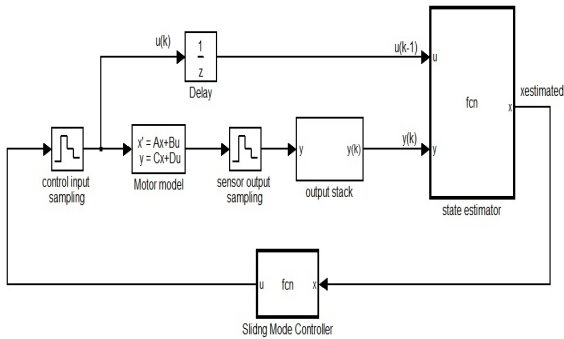 u(k)
1
z
Delay
u(k-1)
u
fcn
x
xestimated
x' = Ax+Bu
y = Cx+Du
y
y(k)
y(k)
y
control input
sampling
Motor model
sensor output
sampling
output stack
state estimator
u
fcn
x
Slidng Mode Controller